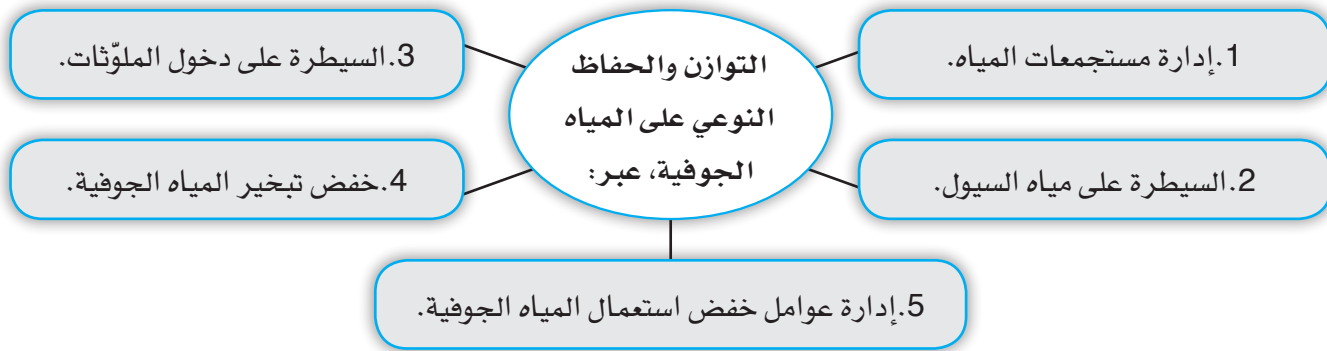 التوازن والحفاظ
النوعي على المياه
الجوفية، عبر:
1.إدارة مستجمعات المياه.
2.السيطرة على مياه السيول.
3.السيطرة على دخول الملوّثات.
4.خفض تبخير المياه الجوفية.
5.إدارة عوامل خفض استعمال المياه الجوفية.